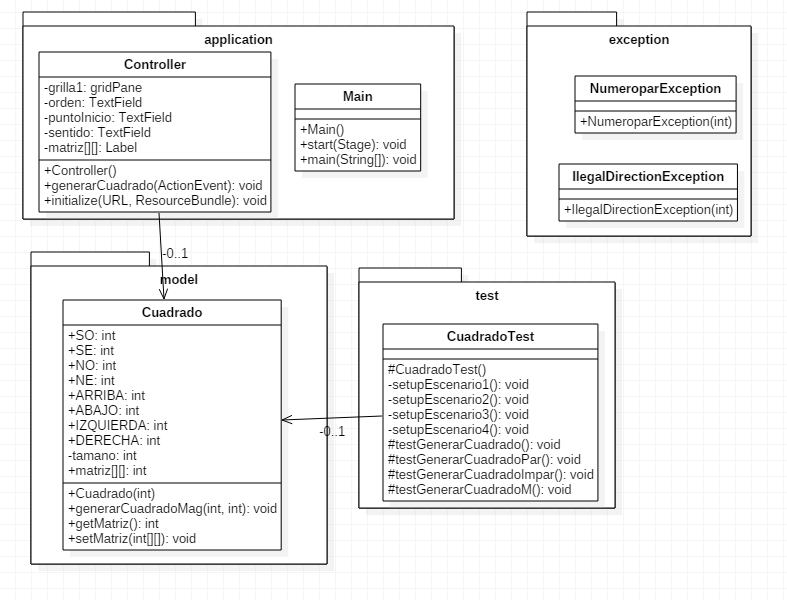 application
Controller
-grilla1: gridPane
-orden: TextField
-puntoInicio: TextField
-sentido: TextField
-matriz[][]: Label
+Controller()
+generarCuadrado(ActionEvent): void
+initialize(URL, ResourceBundle): void
Main
+Main()
+start(Stage): void
+main(String[]): void
exception
NumeroparException
+NumeroparException(int)
IlegalDirectionException
+IlegalDirectionException(int)
-0..1
model
Cuadrado
+SO: int
+SE: int
+NO: int
+NE: int
+ARRIBA: int
+ABAJO: int
+IZQUIERDA: int
+DERECHA: int
-tamano: int
+matriz[][]: int
+Cuadrado(int)
+generarCuadradoMag(int, int): void
+getMatriz(): int
+setMatriz(int[][]): void
-0..1
test
CuadradoTest
#CuadradoTest()
-setupEscenario1(): void
-setupEscenario2(): void
-setupEscenario3(): void
-setupEscenario4(): void
#testGenerarCuadrado(): void
#testGenerarCuadradoPar(): void
#testGenerarCuadradoImpar(): void
#testGenerarCuadradoM(): void